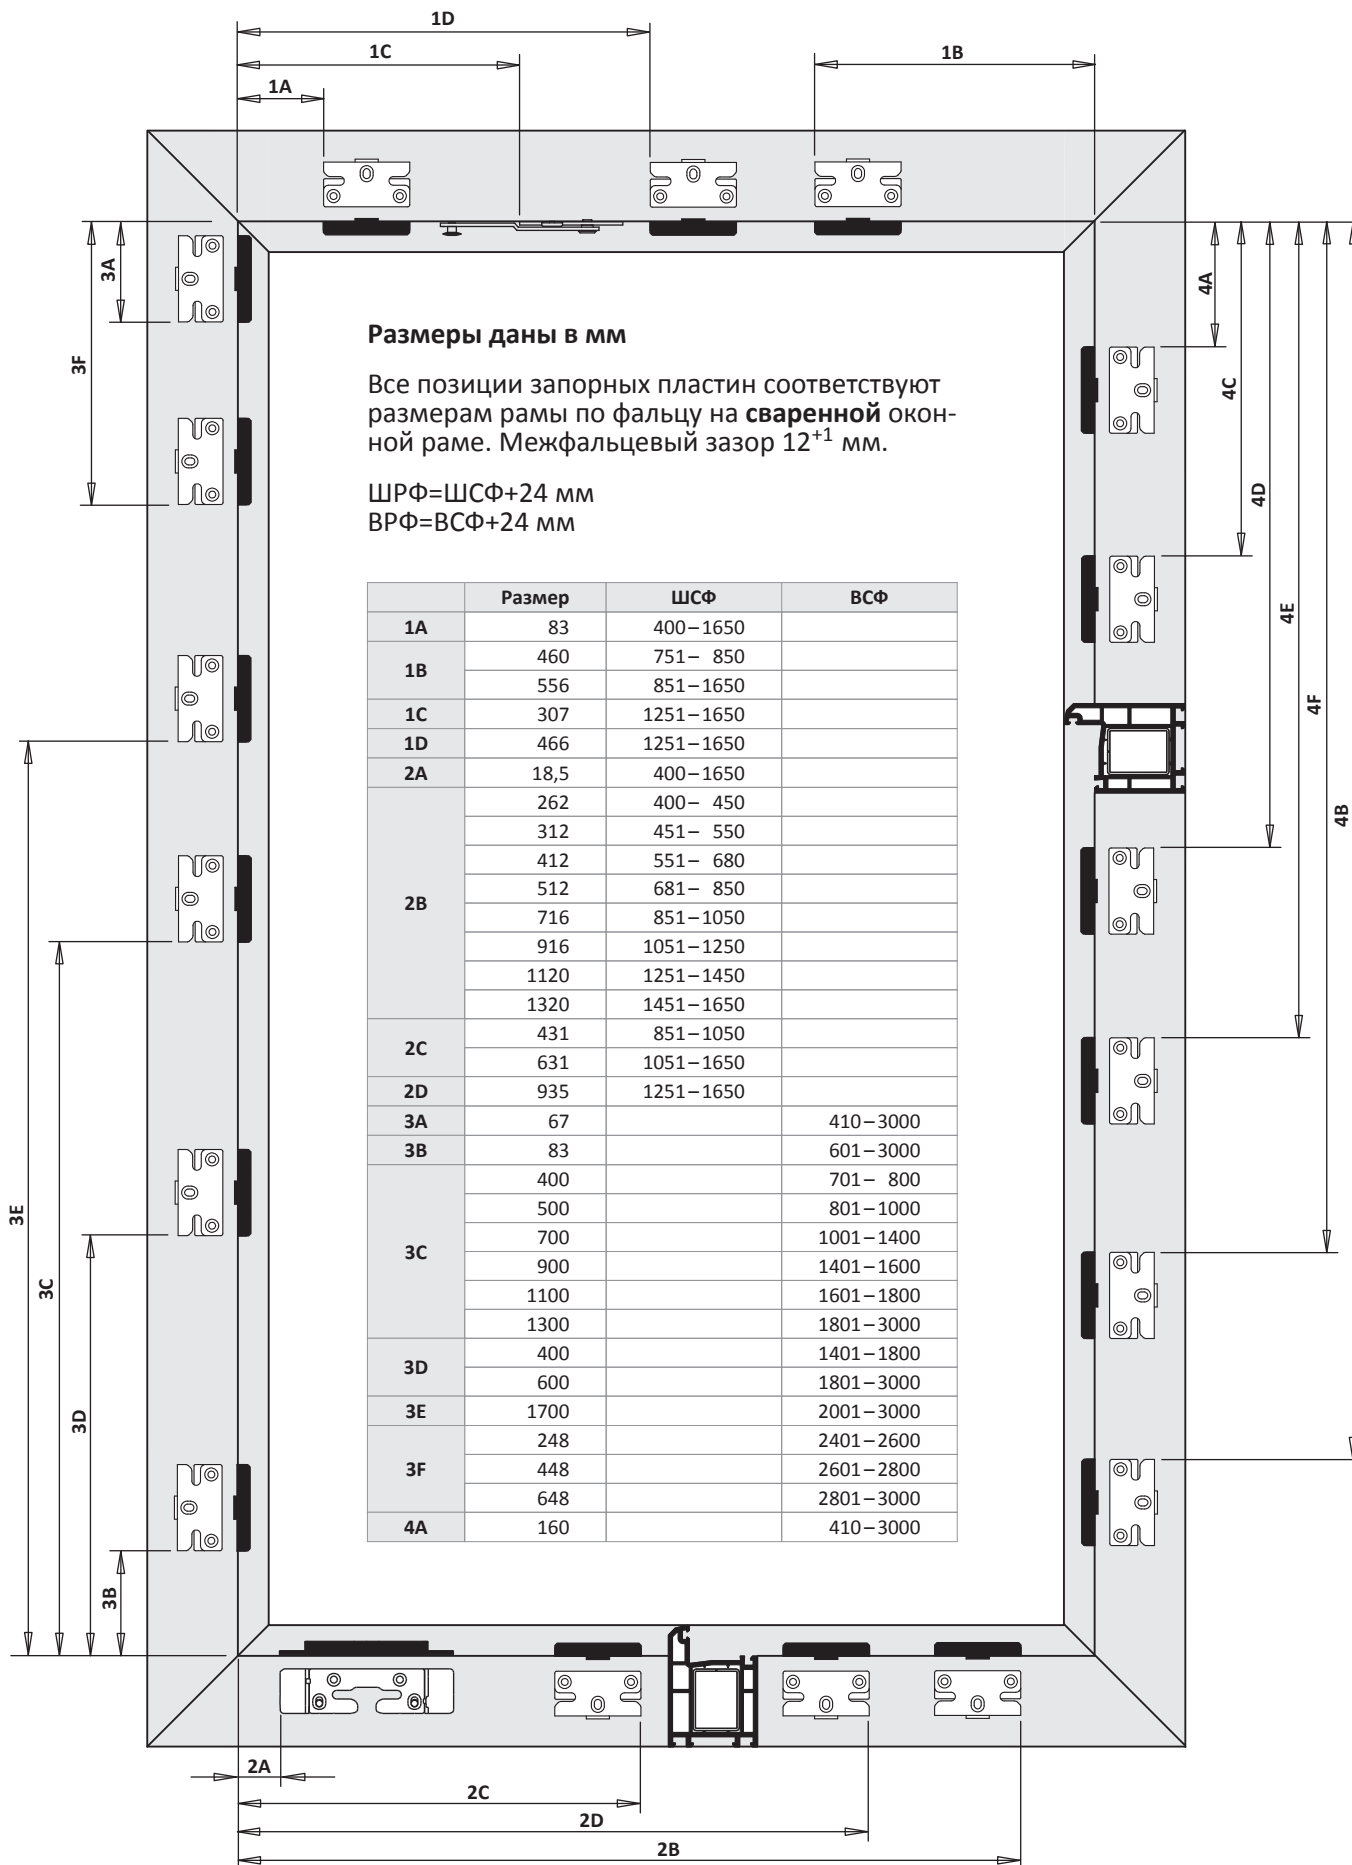 1D
1C
1B
1A
3A
3F
4A
4C
4D
4E
4F
4B
Размеры даны в мм
Все позиции запорных пластин соответствуют
размерам рамы по фальцу на сваренной окон-
ной раме. Межфальцевый зазор 12+1 мм.
ШРФ=ШСФ+24 мм
ВРФ=ВСФ+24 мм
Размер ШСФ ВСФ
1A 83 400–1650
1B 460 751– 850
556 851–1650
1C 307 1251–1650
1D 466 1251–1650
2A 18,5 400–1650
2B 262 400– 450
312 451– 550
412 551– 680
512 681– 850
716 851–1050
916 1051–1250
1120 1251–1450
1320 1451–1650
2C 431 851–1050
631 1051–1650
2D 935 1251–1650
3A 67 410–3000
3B 83 601–3000
3C 400 701– 800
500 801–1000
700 1001–1400
900 1401–1600
1100 1601–1800
1300 1801–3000
3D 400 1401–1800
600 1801–3000
3E 1700 2001–3000
3F 248 2401–2600
448 2601–2800
648 2801–3000
4A 160 410–3000
3E
3C
3D
3B
2A
2C
2D
2B